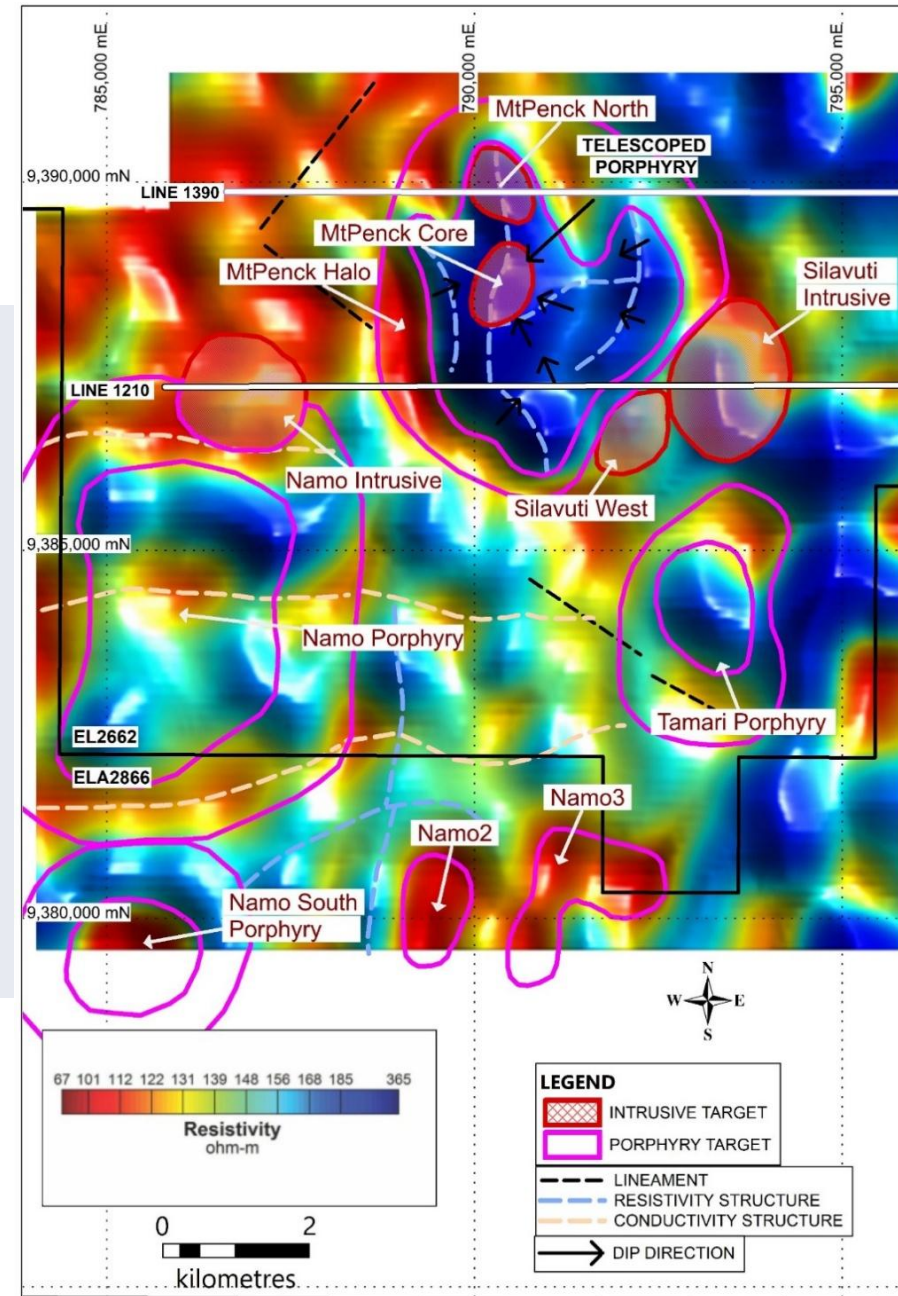 785,000 mE
790,000 mE.
795,000 mE
MtPenck North
TELESCOPED
PORPHYRY
9,390,000 mN
LINE 1390
MtPenck Core
MtPenck Halo
Silavuti
Intrusive
LINE 1210
Namo Intrusive
Silavuti West
9,385,000 mN
Namo Porphyry
Tamari Porphyry
EL2662
ELA2866
Namo3
Namo2
Namo South
Porphyry
9,380,000 mN
N
W E
S
67 101 112 122 131 139 148 156 168 185 365
Resistivity
ohm-m
LEGEND
INTRUSIVE TARGET
PORPHYRY TARGET
LINEAMENT
RESISTIVITY STRUCTURE
CONDUCTIVITY STRUCTURE
DIP DIRECTION
0 2
kilometres